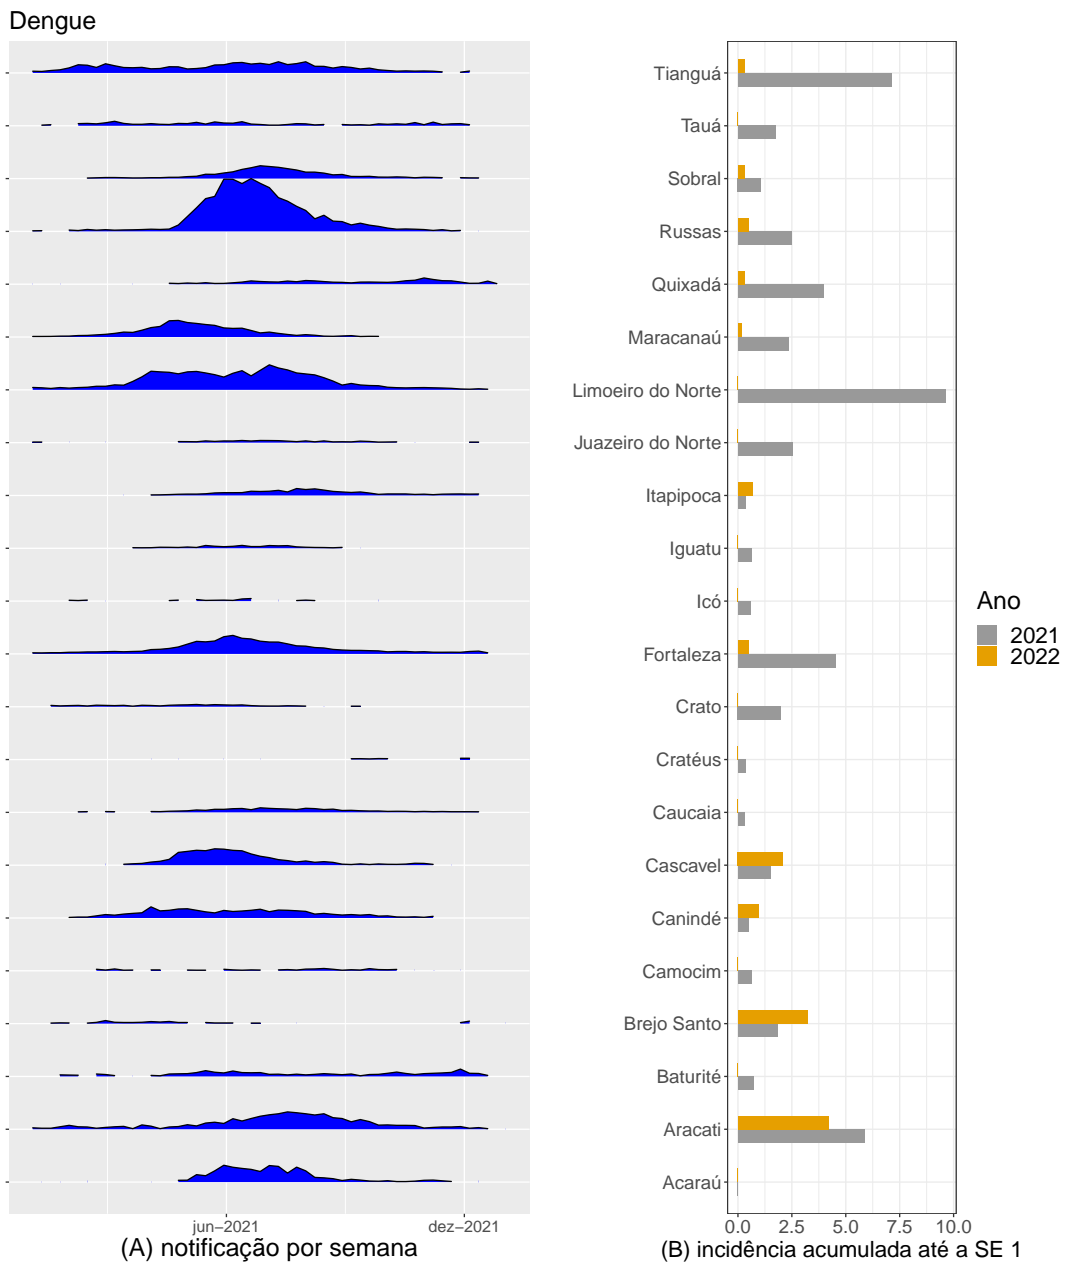 Dengue
Tianguá
Tauá
Sobral
Russas
Quixadá
Maracanaú
Limoeiro do Norte
Juazeiro do Norte
Itapipoca
Iguatu
Icó
Fortaleza
Crato
Cratéus
Caucaia
Cascavel
Canindé
Camocim
Brejo Santo
Baturité
Aracati
Acaraú
Ano
2021
2022
jun−2021 dez−2021
(A) notificação por semana
0.0 2.5 5.0 7.5 10.0
(B) incidência acumulada até a SE 1